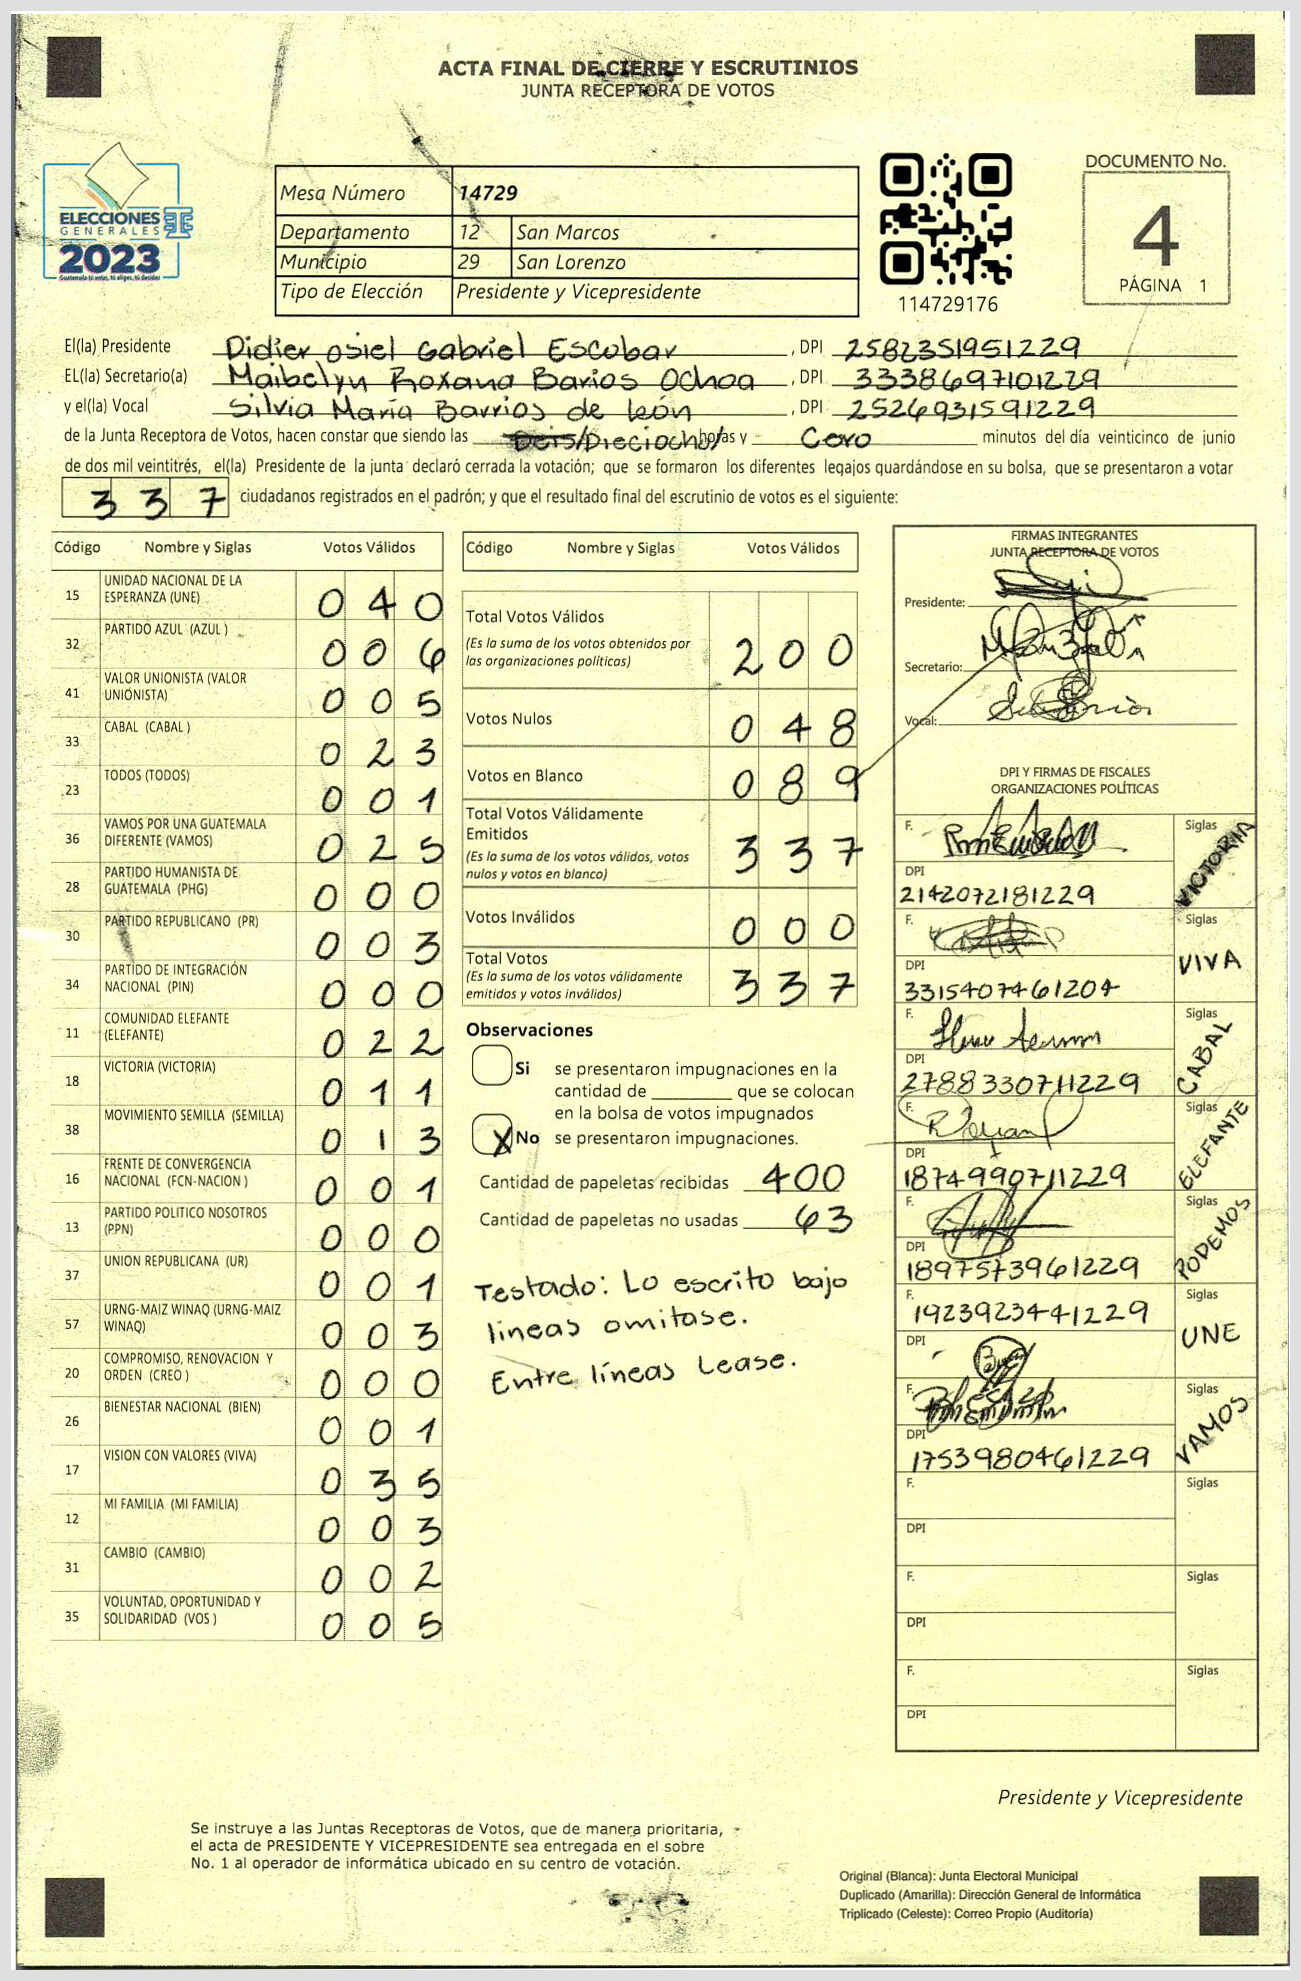 ACTA FINAL DE CIERRE Y ESCRUTINIOS
JUNTA RECEPTORA DE VOTOS
ELECCIONES
GENERALES
2023
Guatemala tú votas, tú eliges, tú decides
Mesa Número 14729
Departamento 12 San Marcos
Municipio 29 San Lorenzo
Tipo de Elección Presidente y Vicepresidente
114729176
DOCUMENTO No.
4
PÁGINA 1
El(la) Presidente Didier osiel Gabriel Escobar , DPI 2582351951229
EL(la) Secretario(a) Maibelyn Roxana Barios Ochoa , DPI 3338697101229
y el(la) Vocal Silvia María Barrios de león , DPI 2526931591229
de la Junta Receptora de Votos, hacen constar que siendo las Deis/Dieciocho/ horas y Cero minutos del día veinticinco de junio
de dos mil veintitrés, el(la) Presidente de la junta declaró cerrada la votación; que se formaron los diferentes legajos quardándose en su bolsa, que se presentaron a votar
337 ciudadanos registrados en el padrón; y que el resultado final del escrutinio de votos es el siguiente:
Código Nombre y Siglas Votos Válidos
15 UNIDAD NACIONAL DE LA
ESPERANZA (UNE) 040
32 PARTIDO AZUL (AZUL ) 006
41 VALOR UNIONISTA (VALOR
UNIONISTA) 005
33 CABAL (CABAL ) 023
23 TODOS (TODOS) 001
36 VAMOS POR UNA GUATEMALA
DIFERENTE (VAMOS) 025
28 PARTIDO HUMANISTA DE
GUATEMALA (PHG) 000
30 PARTIDO REPUBLICANO (PR) 003
34 PARTIDO DE INTEGRACIÓN
NACIONAL (PIN) 000
11 COMUNIDAD ELEFANTE
(ELEFANTE) 022
18 VICTORIA (VICTORIA) 011
38 MOVIMIENTO SEMILLA (SEMILLA) 013
16 FRENTE DE CONVERGENCIA
NACIONAL (FCN-NACION ) 001
13 PARTIDO POLITICO NOSOTROS
(PPN) 000
37 UNION REPUBLICANA (UR) 001
57 URNG-MAIZ WINAQ (URNG-MAIZ
WINAQ) 003
20 COMPROMISO, RENOVACION Y
ORDEN (CREO ) 000
26 BIENESTAR NACIONAL (BIEN) 001
17 VISION CON VALORES (VIVA) 035
12 MI FAMILIA (MI FAMILIA) 003
31 CAMBIO (CAMBIO) 002
35 VOLUNTAD, OPORTUNIDAD Y
SOLIDARIDAD (VOS ) 005
Código Nombre y Siglas Votos Válidos
Total Votos Válidos
(Es la suma de los votos obtenidos por
las organizaciones políticas) 200
Votos Nulos 048
Votos en Blanco 089
Total Votos Válidamente
Emitidos
(Es la suma de los votos válidos, votos
nulos y votos en blanco) 337
Votos Inválidos 000
Total Votos
(Es la suma de los votos válidamente
emitidos y votos inválidos) 337
Observaciones
Si se presentaron impugnaciones en la
cantidad de ________ que se colocan
en la bolsa de votos impugnados
X No se presentaron impugnaciones.
Cantidad de papeletas recibidas 400
Cantidad de papeletas no usadas 63
Testado: Lo escrito bajo
líneas omitase.
Entre líneas Lease.
FIRMAS INTEGRANTES
JUNTA RECEPTORA DE VOTOS
Presidente:
Secretario:
Vocal:
DPI Y FIRMAS DE FISCALES
ORGANIZACIONES POLÍTICAS
F. Siglas VICTORIA
DPI
2142072181229
F. Siglas VIVA
DPI
3315407461204
F. Siglas CABAL
DPI
2788330711229
F. Siglas ELEFANTE
DPI
1874990711229
F. Siglas PODEMOS
DPI
1897573961229
F. Siglas UNE
1923923441229
DPI
F. Siglas VAMOS
DPI
1753980461229
F. Siglas
DPI
F. Siglas
DPI
F. Siglas
DPI
Presidente y Vicepresidente
Se instruye a las Juntas Receptoras de Votos, que de manera prioritaria,
el acta de PRESIDENTE Y VICEPRESIDENTE sea entregada en el sobre
No. 1 al operador de informática ubicado en su centro de votación.
Original (Blanca): Junta Electoral Municipal
Duplicado (Amarilla): Dirección General de Informática
Triplicado (Celeste): Correo Propio (Auditoría)